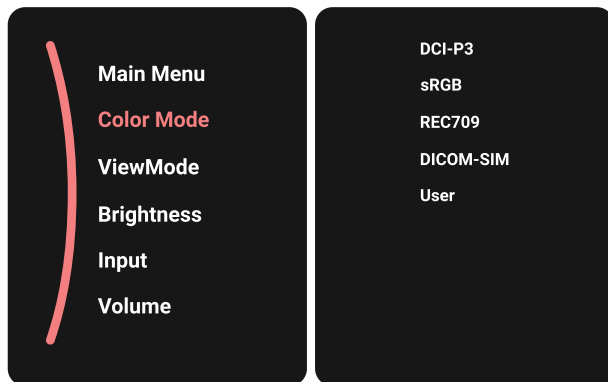 Main Menu
Color Mode
ViewMode
Brightness
Input
Volume
DCI-P3
sRGB
REC709
DICOM-SIM
User